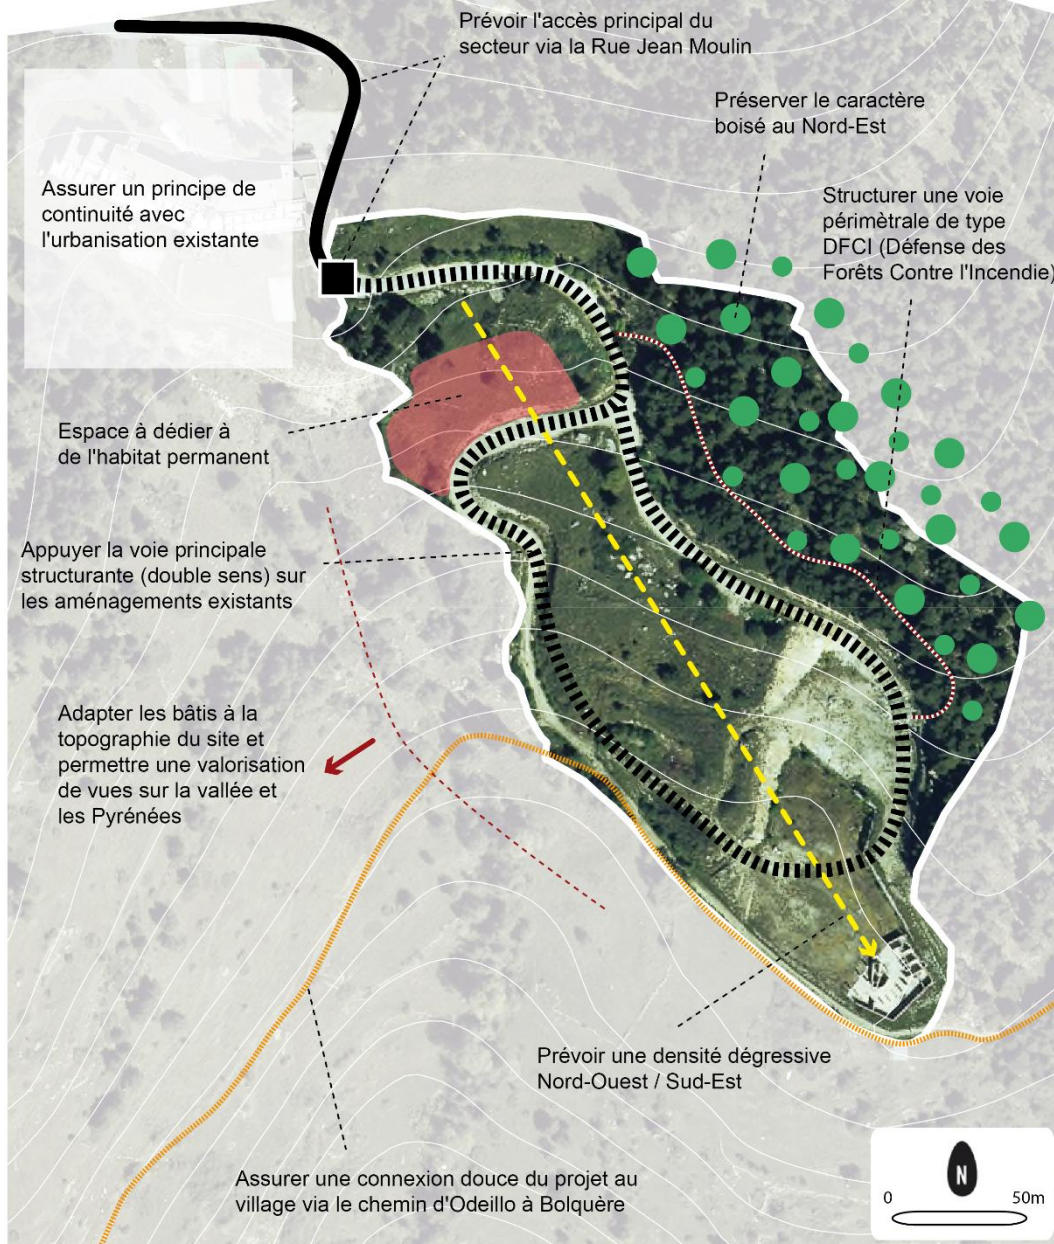 Prévoir l'accès principal du
secteur via la Rue Jean Moulin
Préserver le caractère
boisé au Nord-Est
Assurer un principe de
continuité avec
l'urbanisation existante
Structurer une voie
périmètrale de type
DFCI (Défense des
Forêts Contre l'Incendie)
Espace à dédier à
de l'habitat permanent
Appuyer la voie principale
structurante (double sens) sur
les aménagements existants
Adapter les bâtis à la
topographie du site et
permettre une valorisation
de vues sur la vallée et
les Pyrénées
Prévoir une densité dégressive
Nord-Ouest / Sud-Est
Assurer une connexion douce du projet au
village via le chemin d'Odeillo à Bolquère
N
0 50m